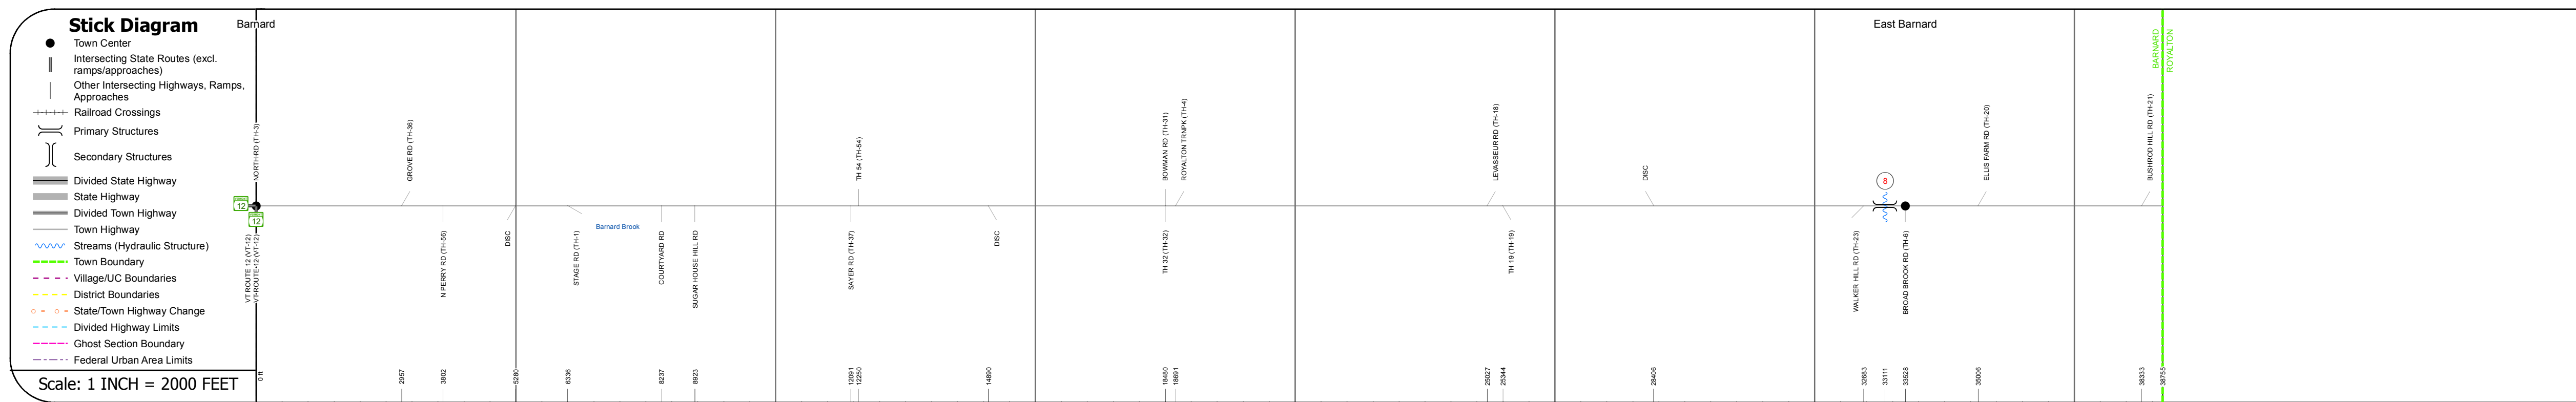 Stick Diagram
Town Center
Intersecting State Routes (excl.
ramps/approaches)
Other Intersecting Highways, Ramps,
Approaches
Railroad Crossings
Primary Structures
Secondary Structures
Divided State Highway
State Highway
Divided Town Highway
Town Highway
Streams (Hydraulic Structure)
Town Boundary
Village/UC Boundaries
District Boundaries
State/Town Highway Change
Divided Highway Limits
Ghost Section Boundary
Federal Urban Area Limits
Scale: 1 INCH = 2000 FEET
Barnard
East Barnard
BARNARD
ROYALTON
NORTH RD (TH-3)
GROVE RD (TH-36)
TH 54 (TH-54)
BOWMAN RD (TH-31)
ROYALTON TRNPK (TH-4)
LEVASSEUR RD (TH-18)
DISC
8
ELLIS FARM RD (TH-20)
BUSHROD HILL RD (TH-21)
12
12
VT ROUTE 12 (VT-12)
VT-ROUTE-12 (VT-12)
N PERRY RD (TH-56)
DISC
STAGE RD (TH-1)
Barnard Brook
COURTYARD RD
SUGAR HOUSE HILL RD
SAYER RD (TH-37)
DISC
TH 32 (TH-32)
TH 19 (TH-19)
WALKER HILL RD (TH-23)
BROAD BROOK RD (TH-6)
0 ft
2957
3802
5280
6336
8237
8923
12091
12250
14890
18480
18691
25027
25344
28406
32683
33111
33528
35006
38333
38755